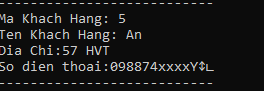 -----------------------------
Ma Khach Hang: 5
Ten Khach Hang: An
Dia Chi:57 HVT
So dien thoai:098874xxxxY↨∟
-----------------------------